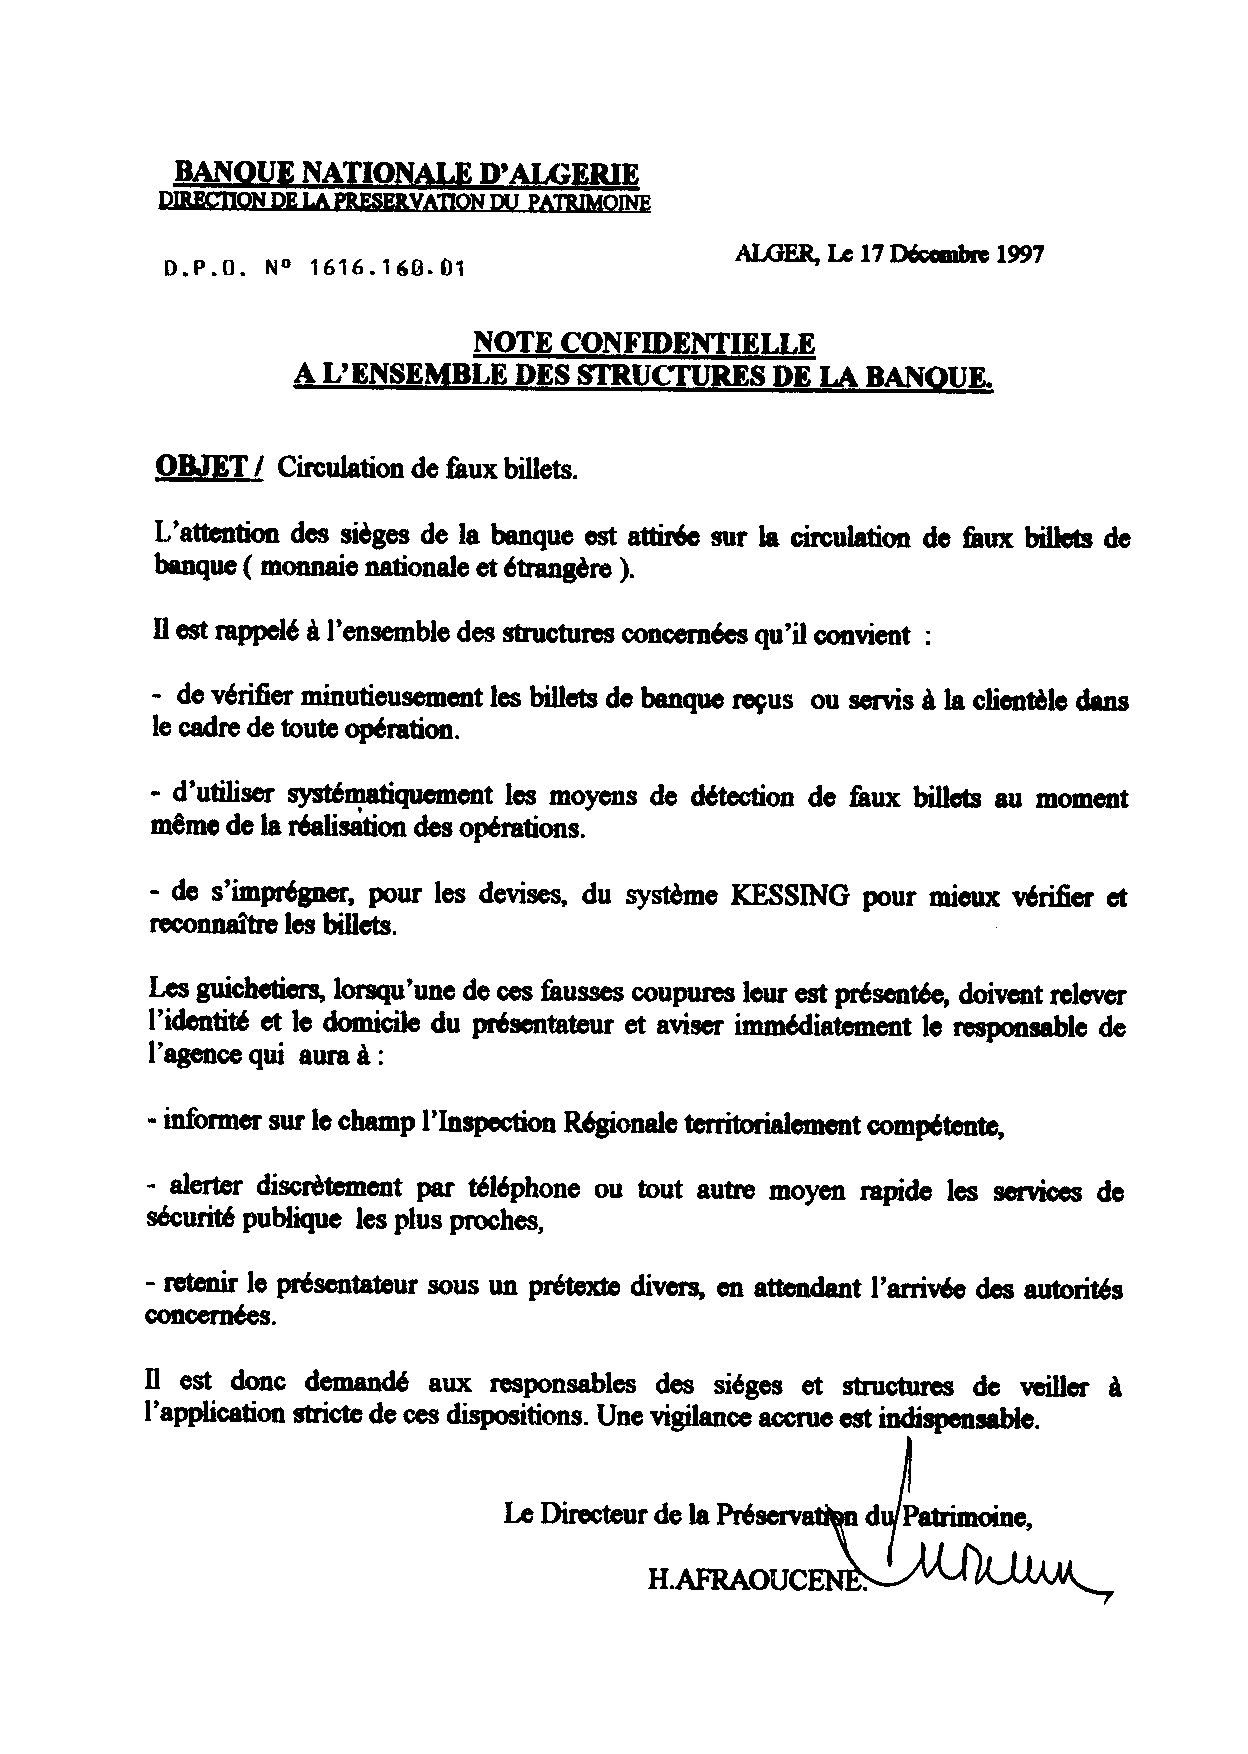 BANQUE NATIONALE D'ALGERIE
DIRECTION DE LA PRESERVATION DU PATRIMOINE
D.P.O. Nº 1616.160.01
ALGER, Le 17 Décembre 1997
NOTE CONFIDENTIELLE
A L'ENSEMBLE DES STRUCTURES DE LA BANQUE.
OBJET / Circulation de faux billets.
L'attention des sièges de la banque est attirée sur la circulation de faux billets de
banque ( monnaie nationale et étrangère ).
Il est rappelé à l'ensemble des structures concernées qu'il convient :
- de vérifier minutieusement les billets de banque reçus ou servis à la clientèle dans
le cadre de toute opération.
- d'utiliser systématiquement les moyens de détection de faux billets au moment
même de la réalisation des opérations.
- de s'imprégner, pour les devises, du système KESSING pour mieux vérifier et
reconnaître les billets.
Les guichetiers, lorsqu'une de ces fausses coupures leur est présentée, doivent relever
l'identité et le domicile du présentateur et aviser immédiatement le responsable de
l'agence qui aura à :
- informer sur le champ l'Inspection Régionale territorialement compétente,
- alerter discrètement par téléphone ou tout autre moyen rapide les services de
sécurité publique les plus proches,
- retenir le présentateur sous un prétexte divers, en attendant l'arrivée des autorités
concernées.
Il est donc demandé aux responsables des siéges et structures de veiller à
l'application stricte de ces dispositions. Une vigilance accrue est indispensable.
Le Directeur de la Préservation du Patrimoine,
H.AFRAOUCENE.